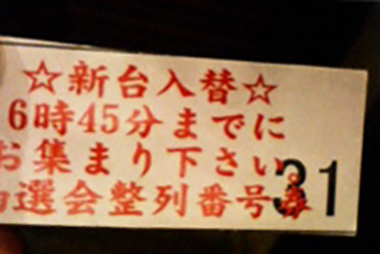 ☆新台入替☆
6時45分までに
お集まり下さい
選会整列番号券
31